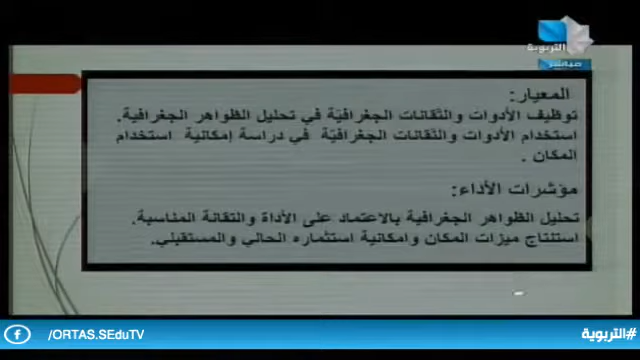 التربوية
مباشر
المعيار:
توظيف الأدوات والتقانات الجغرافيّة في تحليل الظواهر الجغرافية.
استخدام الأدوات والتقانات الجغرافيّة في دراسة إمكانية استخدام
المكان .
مؤشرات الأداء:
تحليل الظواهر الجغرافية بالاعتماد على الأداة والتقانة المناسبة.
استنتاج ميزات المكان وامكانية استثماره الحالي والمستقبلي.
/ORTAS.SEduTV
#التربوية